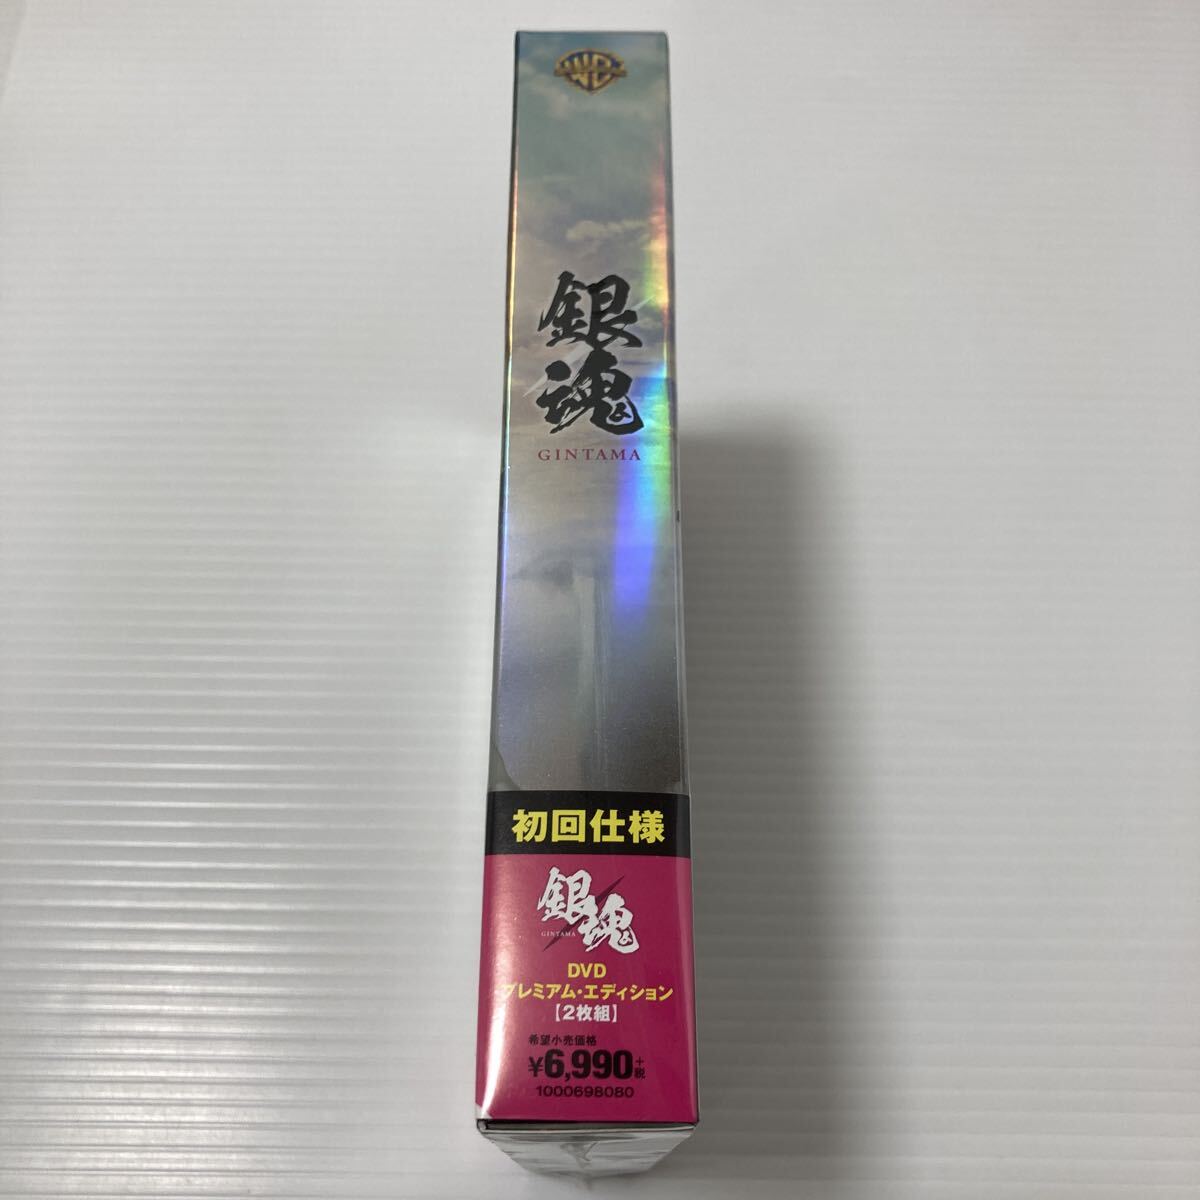 WB
銀
魂
GINTAMA
初回仕様
銀魂
GINTAMA
DVD
プレミアム・エディション
【2枚組】
希望小売価格
¥6,990+税
1000698080